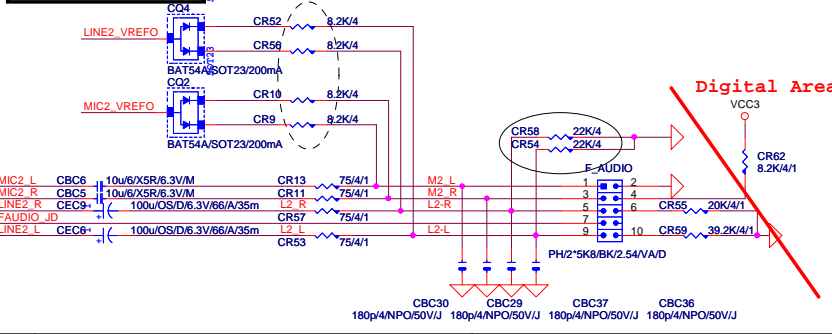 CQ4
LINE2_VREFO
CR52 8.2K/4
CR56 8.2K/4
SOT23
BAT54A/SOT23/200mA
CQ2
MIC2_VREFO
CR10 8.2K/4
CR9 8.2K/4
BAT54A/SOT23/200mA
Digital Area
VCC3
CR58 22K/4
CR54 22K/4
CR62
8.2K/4/1
F_AUDIO
MIC2_L CBC6 10u/6/X5R/6.3V/M CR13 75/4/1 M2_L 1 2
MIC2_R CBC5 10u/6/X5R/6.3V/M CR11 75/4/1 M2_R 3 4
LINE2_R CEC9 100u/OS/D/6.3V/66/A/35m L2_R 75/4/1 L2-R 5 6 CR55 20K/4/1
FAUDIO_JD CR57 7
LINE2_L CEC6 100u/OS/D/6.3V/66/A/35m L2_L 75/4/1 L2-L 9 10 CR59 39.2K/4/1
CR53
PH/2*5K8/BK/2.54/VA/D
CBC30 CBC29 CBC37 CBC36
180p/4/NPO/50V/J 180p/4/NPO/50V/J 180p/4/NPO/50V/J 180p/4/NPO/50V/J